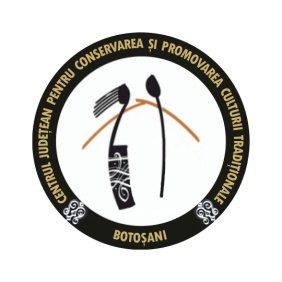 CENTRUL JUDEȚEAN PENTRU CONSERVAREA ȘI PROMOVAREA CULTURII TRADIȚIONALE
BOTOȘANI